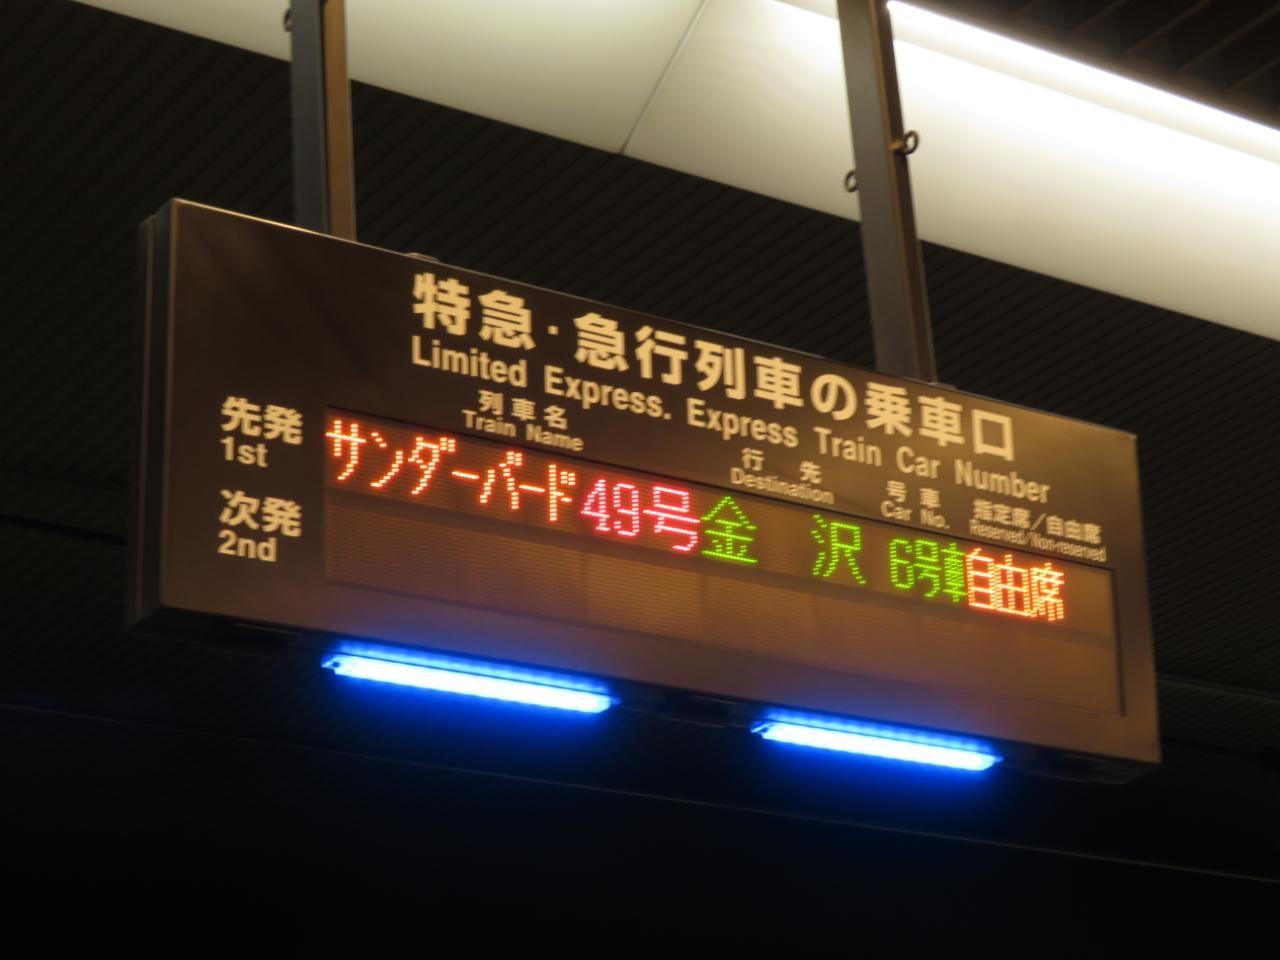 特急・急行列車の乗車口
Limited Express. Express Train Car Number
列車名 行先 号車 指定席/自由席
Train Name Destination Car No. Reserved/Non-reserved
先発 サンダーバード49号 金沢 6号車 自由席
1st
次発
2nd